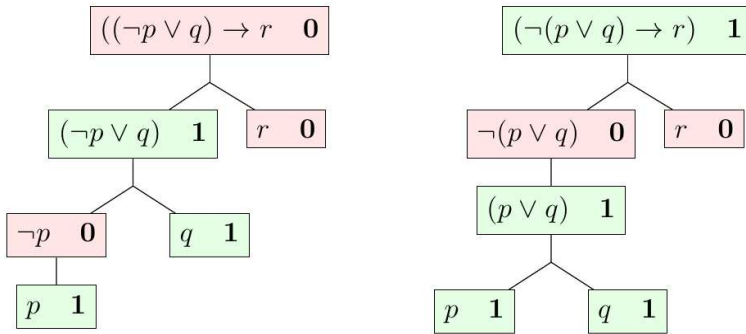 ((¬p ∨ q) → r 0
(¬p ∨ q) 1
r 0
¬p 0
q 1
p 1
(¬(p ∨ q) → r) 1
¬(p ∨ q) 0
r 0
(p ∨ q) 1
p 1
q 1